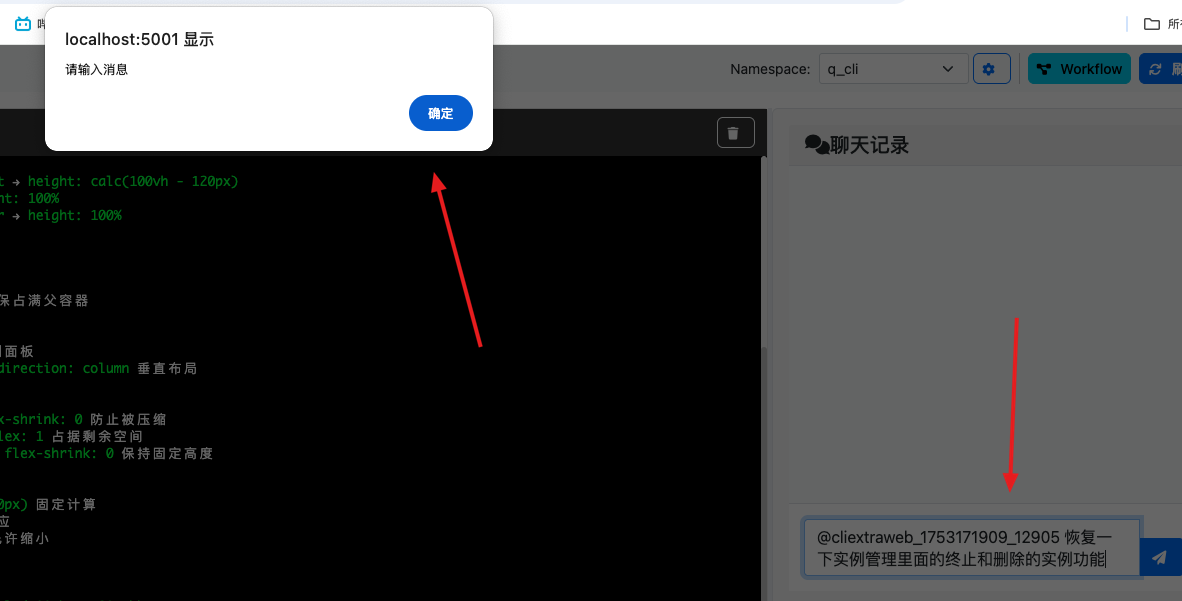 localhost:5001 显示
请输入消息
确定
Namespace:
q_cli
Workflow
t → height: calc(100vh - 120px)
nt: 100%
r → height: 100%
保占满父容器
面板
direction: column 垂直布局
x-shrink: 0 防止被压缩
lex: 1 占据剩余空间
flex-shrink: 0 保持固定高度
0px) 固定计算
应
许缩小
聊天记录
@cliextraweb_1753171909_12905 恢复一
下实例管理里面的终止和删除的实例功能